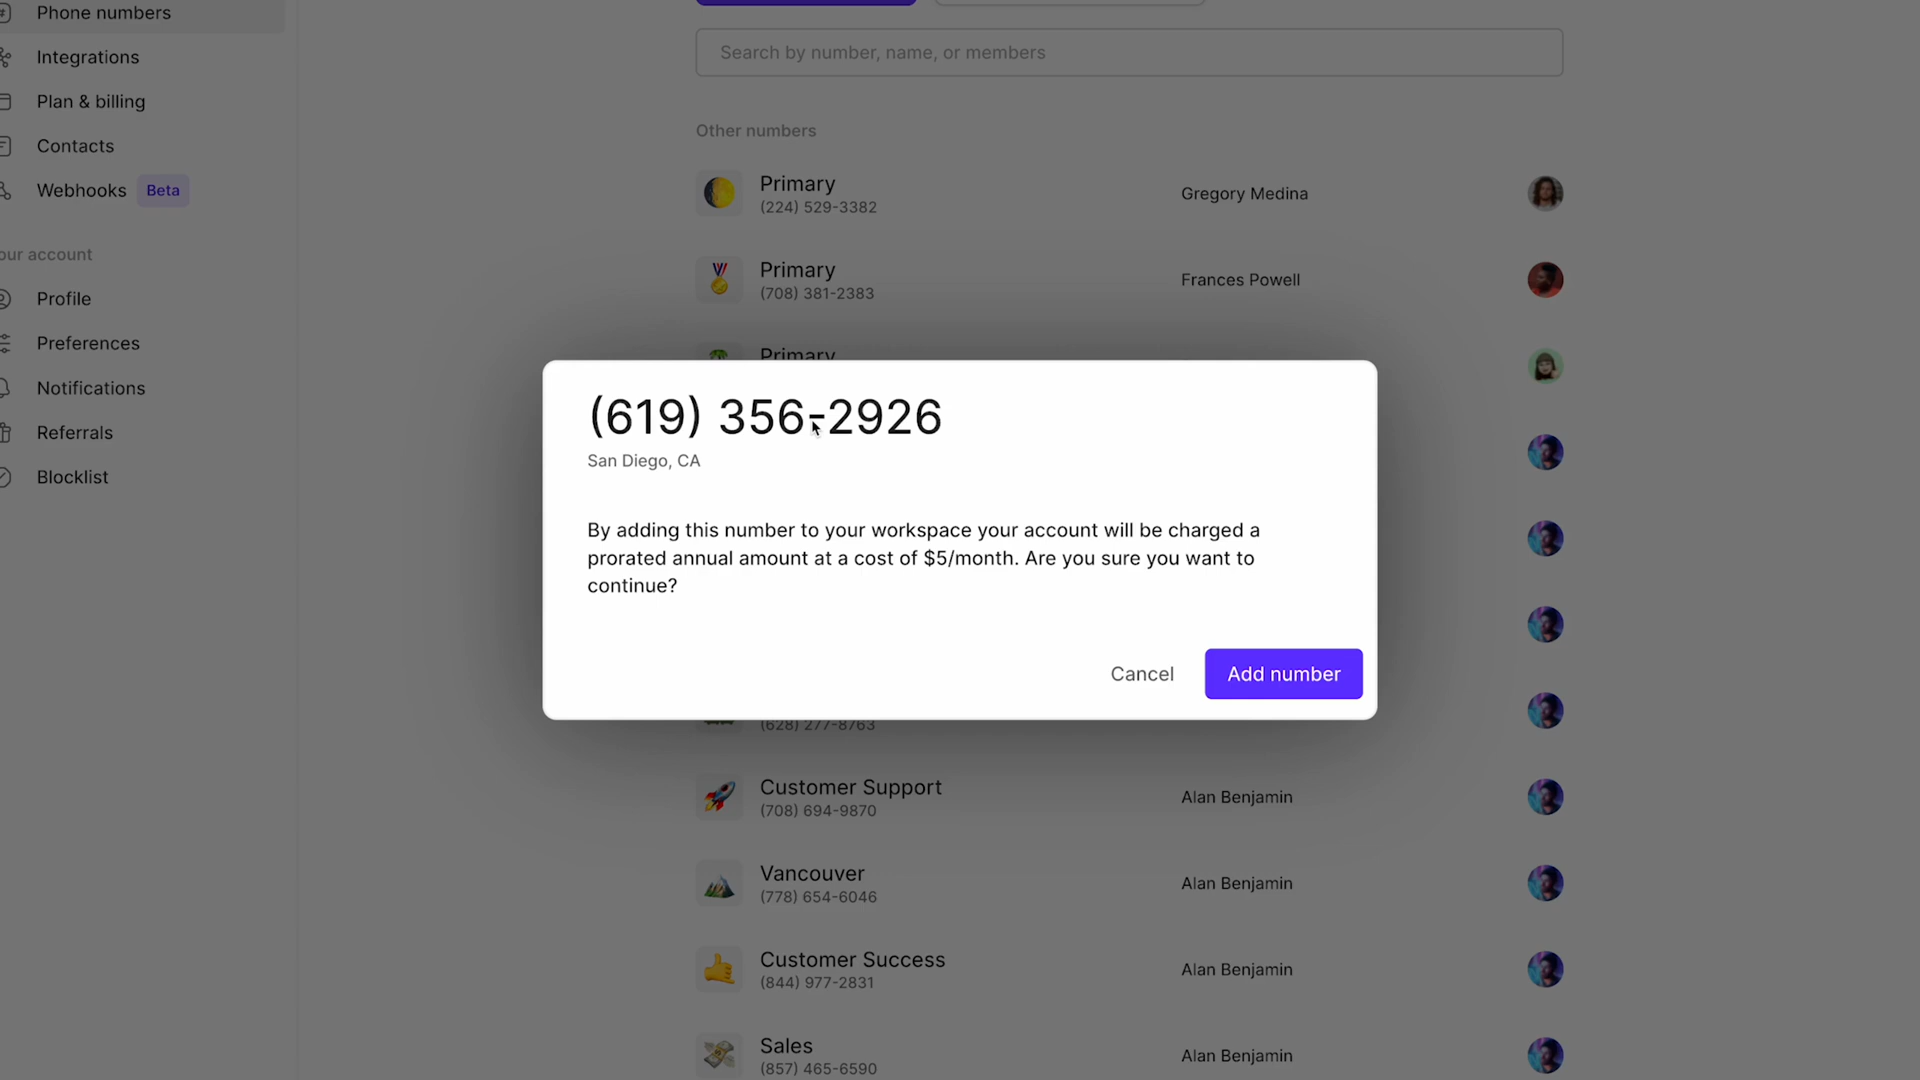 Phone numbers
Integrations
Plan & billing
Contacts
Webhooks Beta
our account
Profile
Preferences
Notifications
Referrals
Blocklist
Search by number, name, or members
Other numbers
Primary
(224) 529-3382
Gregory Medina
Primary
(708) 381-2383
Frances Powell
Primary
(619) 356-2926
San Diego, CA
By adding this number to your workspace your account will be charged a
prorated annual amount at a cost of $5/month. Are you sure you want to
continue?
Cancel
Add number
(628) 277-8763
Customer Support
(708) 694-9870
Alan Benjamin
Vancouver
(778) 654-6046
Alan Benjamin
Customer Success
(844) 977-2831
Alan Benjamin
Sales
(857) 465-6590
Alan Benjamin